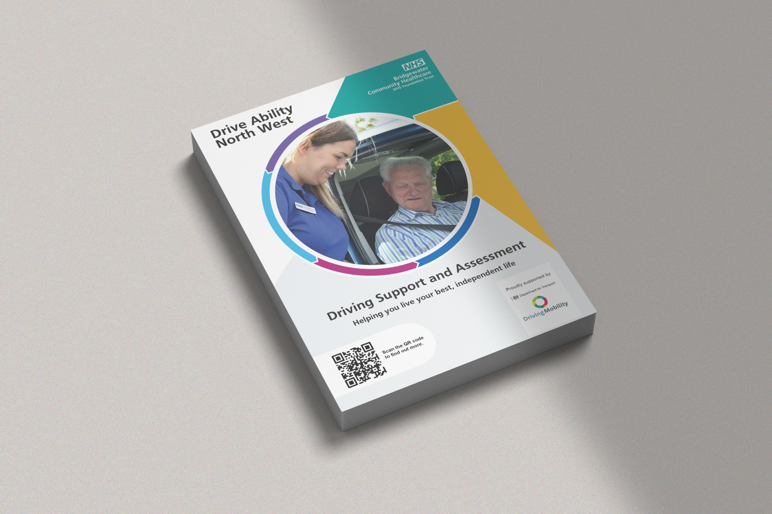 Drive Ability
North West
NHS
Bridgewater
Community Healthcare
NHS Foundation Trust
Driving Support and Assessment
Helping you live your best, independent life
Proudly supported by
Department for Transport
DrivingMobility
Scan the QR code
to find out more.